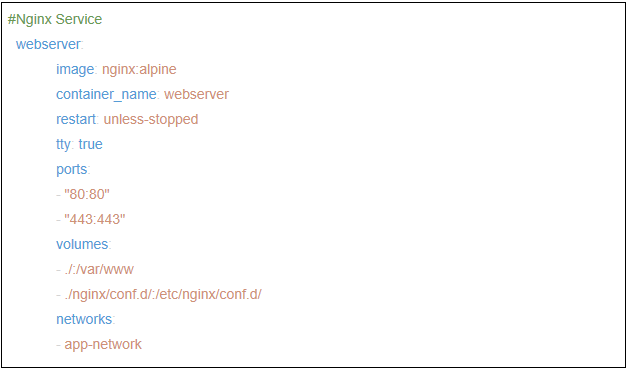 #Nginx Service
webserver:
image: nginx:alpine
container_name: webserver
restart: unless-stopped
tty: true
ports:
- "80:80"
- "443:443"
volumes:
- ./:/var/www
- ./nginx/conf.d/:/etc/nginx/conf.d/
networks:
- app-network